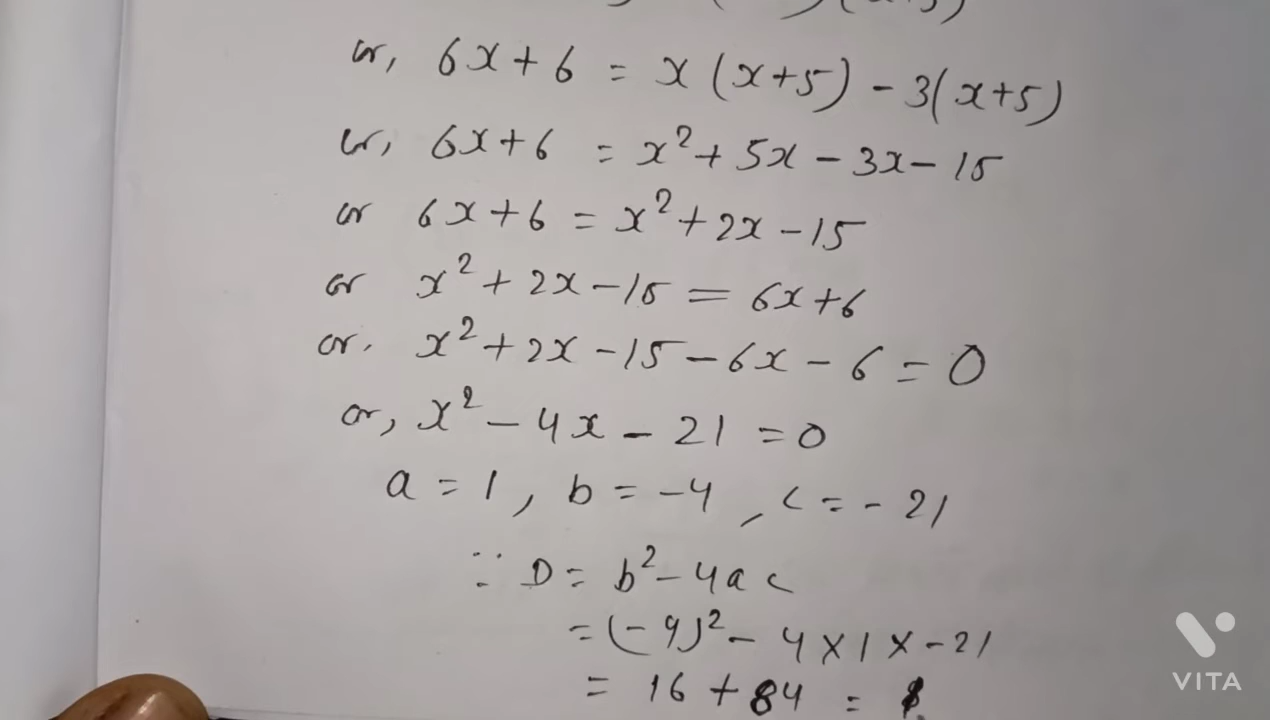 or, 6x + 6 = x (x+5) - 3(x+5)
or, 6x + 6 = x² + 5x - 3x - 15
or 6x + 6 = x² + 2x - 15
or x² + 2x - 15 = 6x + 6
or. x² + 2x - 15 - 6x - 6 = 0
or, x² - 4x - 21 = 0
a = 1, b = -4, c = -21
∵ D = b² - 4ac
= (-4)² - 4 × 1 × -21
= 16 + 84 =
VITA